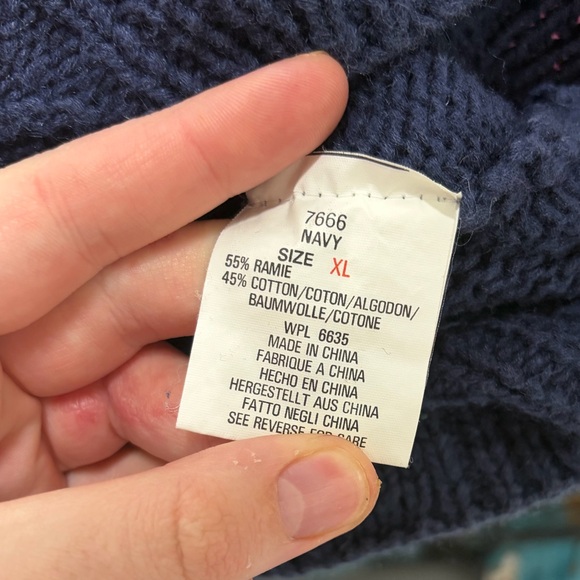 7666
NAVY
SIZE XL
55% RAMIE
45% COTTON/COTON/ALGODON/
BAUMWOLLE/COTONE
WPL 6635
MADE IN CHINA
FABRIQUE A CHINA
HECHO EN CHINA
HERGESTELLT AUS CHINA
FATTO NEGLI CHINA
SEE REVERSE FOR CARE